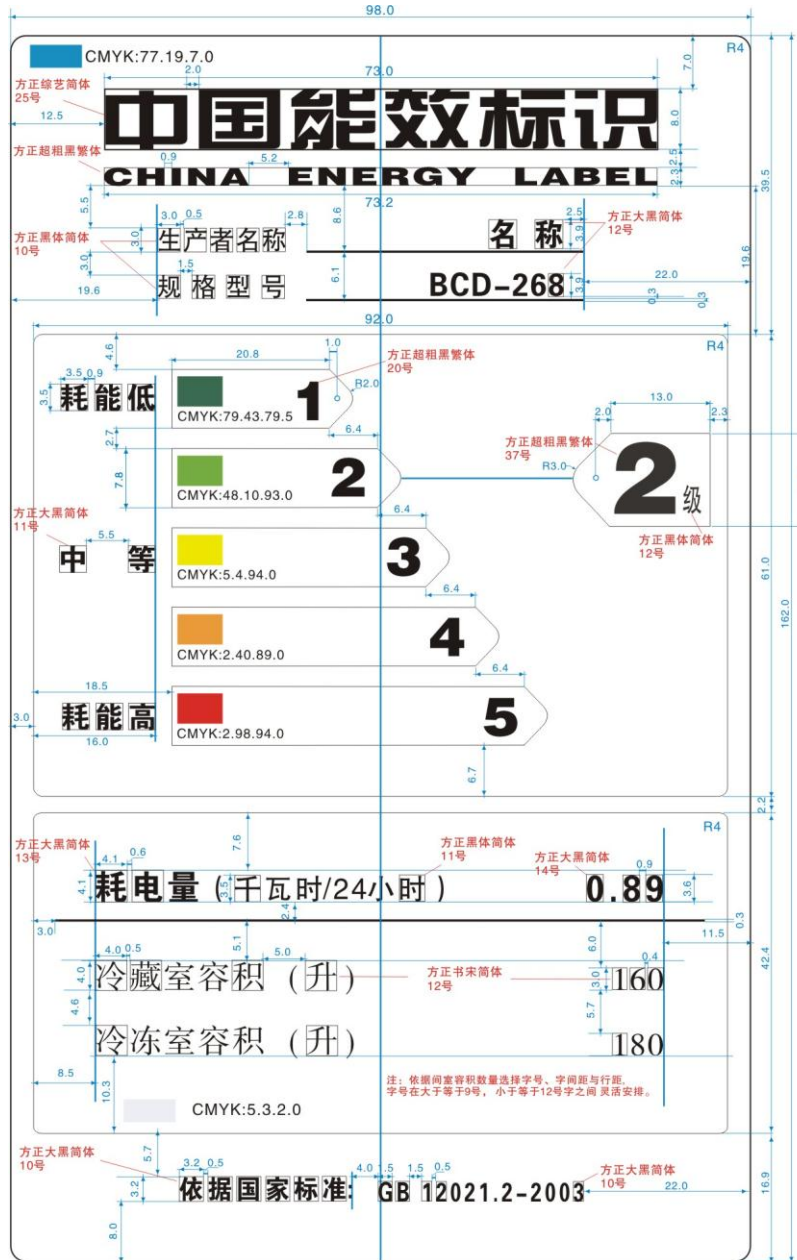 98.0
CMYK:77.19.7.0
R4
7.0
方正综艺简体
25号
2.0
73.0
12.5
中国能效标识
8.0
2.5
方正超粗黑繁体
0.9
5.2
CHINA ENERGY LABEL
2.3
73.2
39.5
5.5
3.0
0.5
2.8
8.6
2.5
方正大黑简体
12号
方正黑体简体
10号
3.0
生产者名称
名 称
3.9
19.6
3.0
1.5
6.1
22.0
规格型号
BCD-268
3.9
19.6
0.3
0.3
92.0
4.6
20.8
1.0
方正超粗黑繁体
20号
R4
3.5
0.9
3.5
耗能低
1
R2.0
CMYK:79.43.79.5
13.0
2.0
2.3
2.7
6.4
方正超粗黑繁体
37号
R3.0
7.8
2
CMYK:48.10.93.0
2级
方正大黑简体
11号
5.5
6.4
方正黑体简体
12号
中 等
3
CMYK:5.4.94.0
61.0
6.4
162.0
4
CMYK:2.40.89.0
6.4
18.5
3.0
耗能高
5
16.0
CMYK:2.98.94.0
6.7
2.2
R4
7.6
方正大黑简体
13号
4.1
0.6
方正黑体简体
11号
方正大黑简体
14号
0.9
4.1
耗电量（千瓦时/24小时）
3.5
0.89
3.6
2.4
3.0
0.3
11.5
5.1
6.0
42.4
4.0
0.5
5.0
0.4
4.0
冷藏室容积（升）
方正书宋简体
12号
3.0
160
4.6
5.7
冷冻室容积（升）
180
8.5
10.3
注：依据间室容积数量选择字号、字间距与行距,
字号在大于等于9号，小于等于12号字之间 灵活安排。
CMYK:5.3.2.0
5.7
方正大黑简体
10号
3.2
0.5
4.0
1.5
1.5
0.5
方正大黑简体
10号
3.2
依据国家标准: GB 12021.2-2003
22.0
16.9
8.0